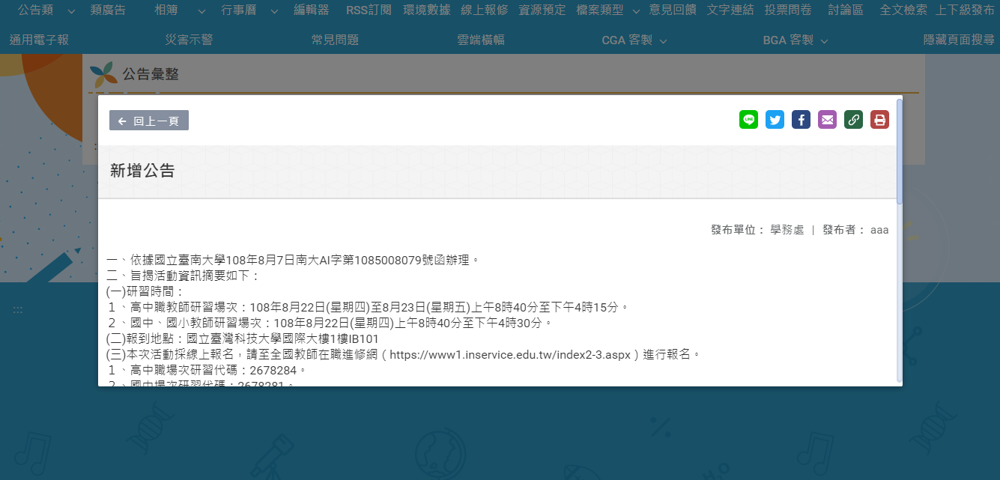 公告類 類廣告 相簿 行事曆 編輯器 RSS訂閱 環境數據 線上報修 資源預定 檔案類型 意見回饋 文字連結 投票問卷 討論區 全文檢索 上下級發布
通用電子報 災害示警 常見問題 雲端橫幅 CGA 客製 BGA 客製 隱藏頁面搜尋
公告彙整
回上一頁
LINE
新增公告
發布單位： 學務處 | 發布者： aaa
一、依據國立臺南大學108年8月7日南大AI字第1085008079號函辦理。
二、旨揭活動資訊摘要如下：
(一)研習時間：
１、高中職教師研習場次：108年8月22日(星期四)至8月23日(星期五)上午8時40分至下午4時15分。
２、國中、國小教師研習場次：108年8月22日(星期四)上午8時40分至下午4時30分。
(二)報到地點：國立臺灣科技大學國際大樓1樓IB101
(三)本次活動採線上報名，請至全國教師在職進修網（https://www1.inservice.edu.tw/index2-3.aspx）進行報名。
１、高中職場次研習代碼：2678284。
２、國中場次研習代碼：2678281。
:::